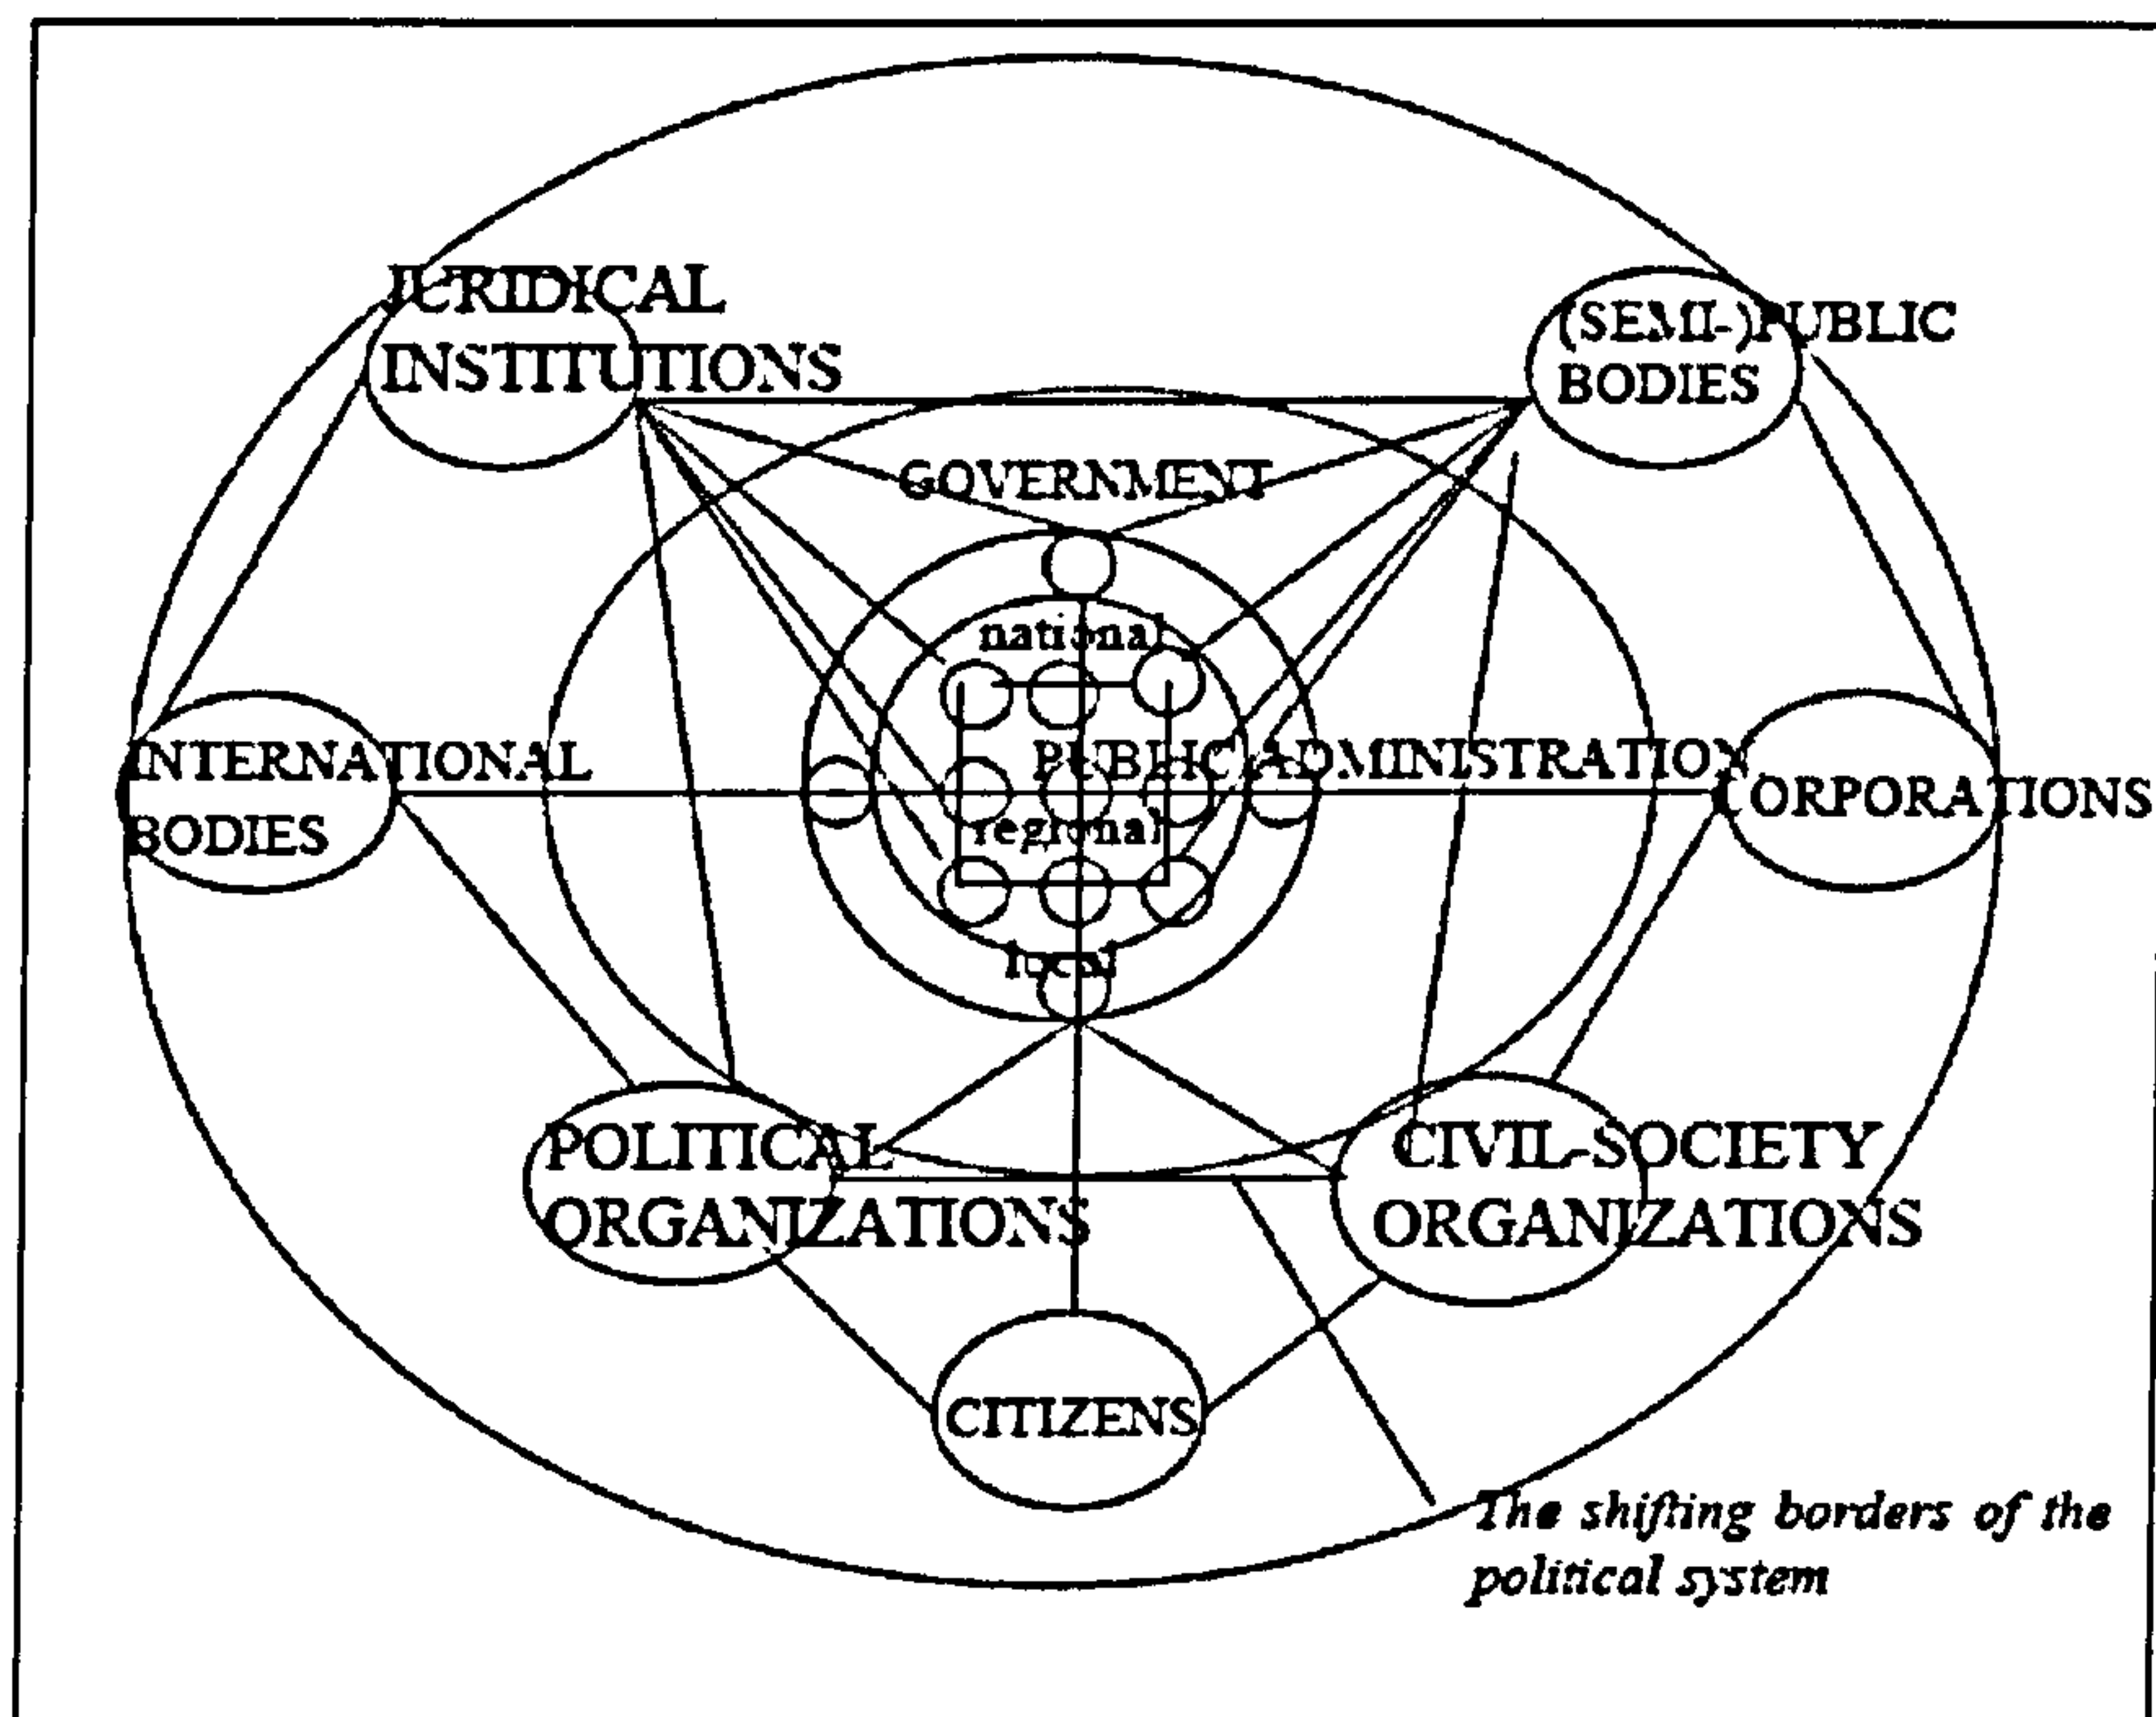 JURIDICAL
INSTITUTIONS
(SEMI-)PUBLIC
BODIES
GOVERNMENT
national
PUBLIC ADMINISTRATION
INTERNATIONAL
BODIES
CORPORATIONS
regional
local
POLITICAL
ORGANIZATIONS
CIVIL-SOCIETY
ORGANIZATIONS
CITIZENS
The shifting borders of the
political system